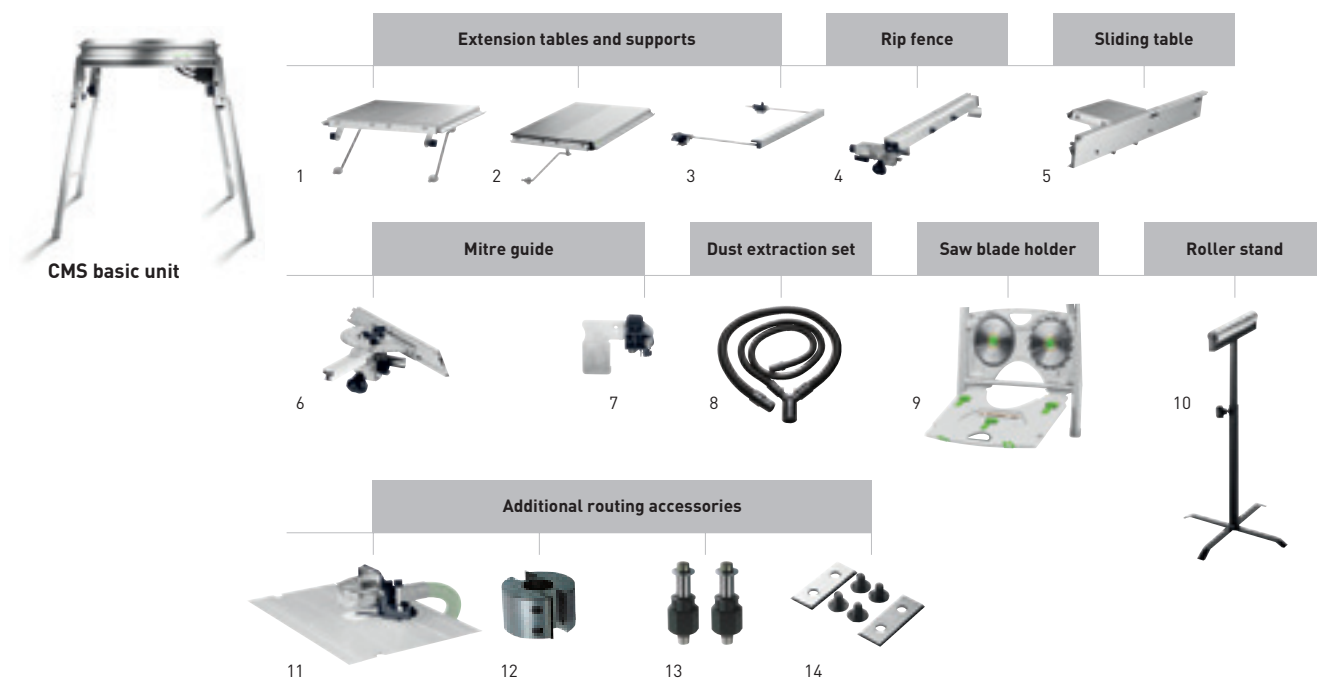 Extension tables and supports
Rip fence
Sliding table
1
2
3
4
5
CMS basic unit
Mitre guide
Dust extraction set
Saw blade holder
Roller stand
6
7
8
9
10
Additional routing accessories
11
12
13
14